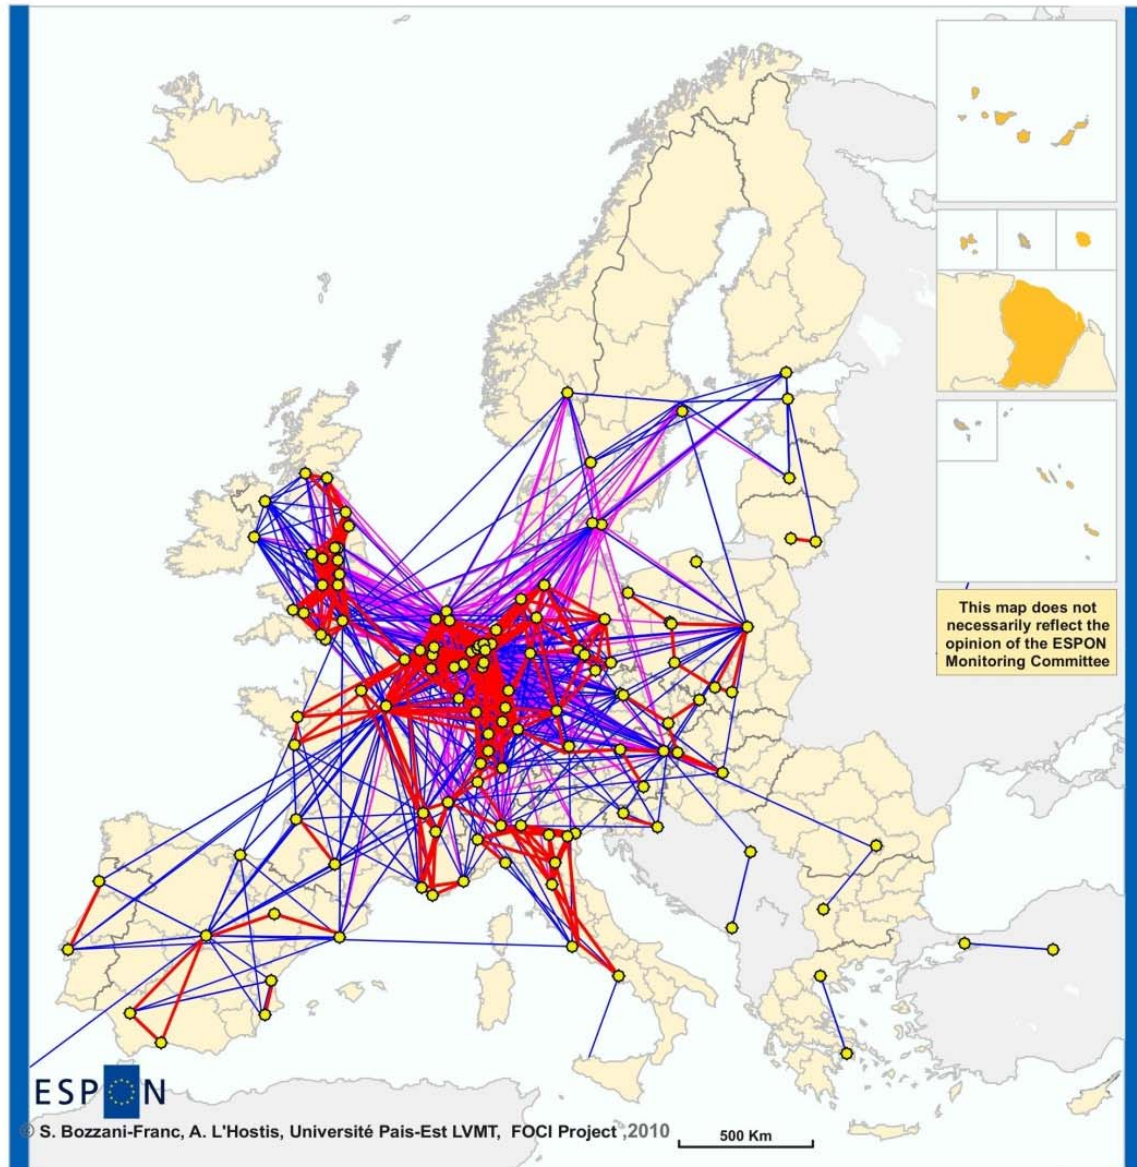 This map does not
necessarily reflect the
opinion of the ESPON
Monitoring Committee
ESPON
© S. Bozzani-Franc, A. L'Hostis, Université Pais-Est LVMT, FOCI Project ,2010
500 Km